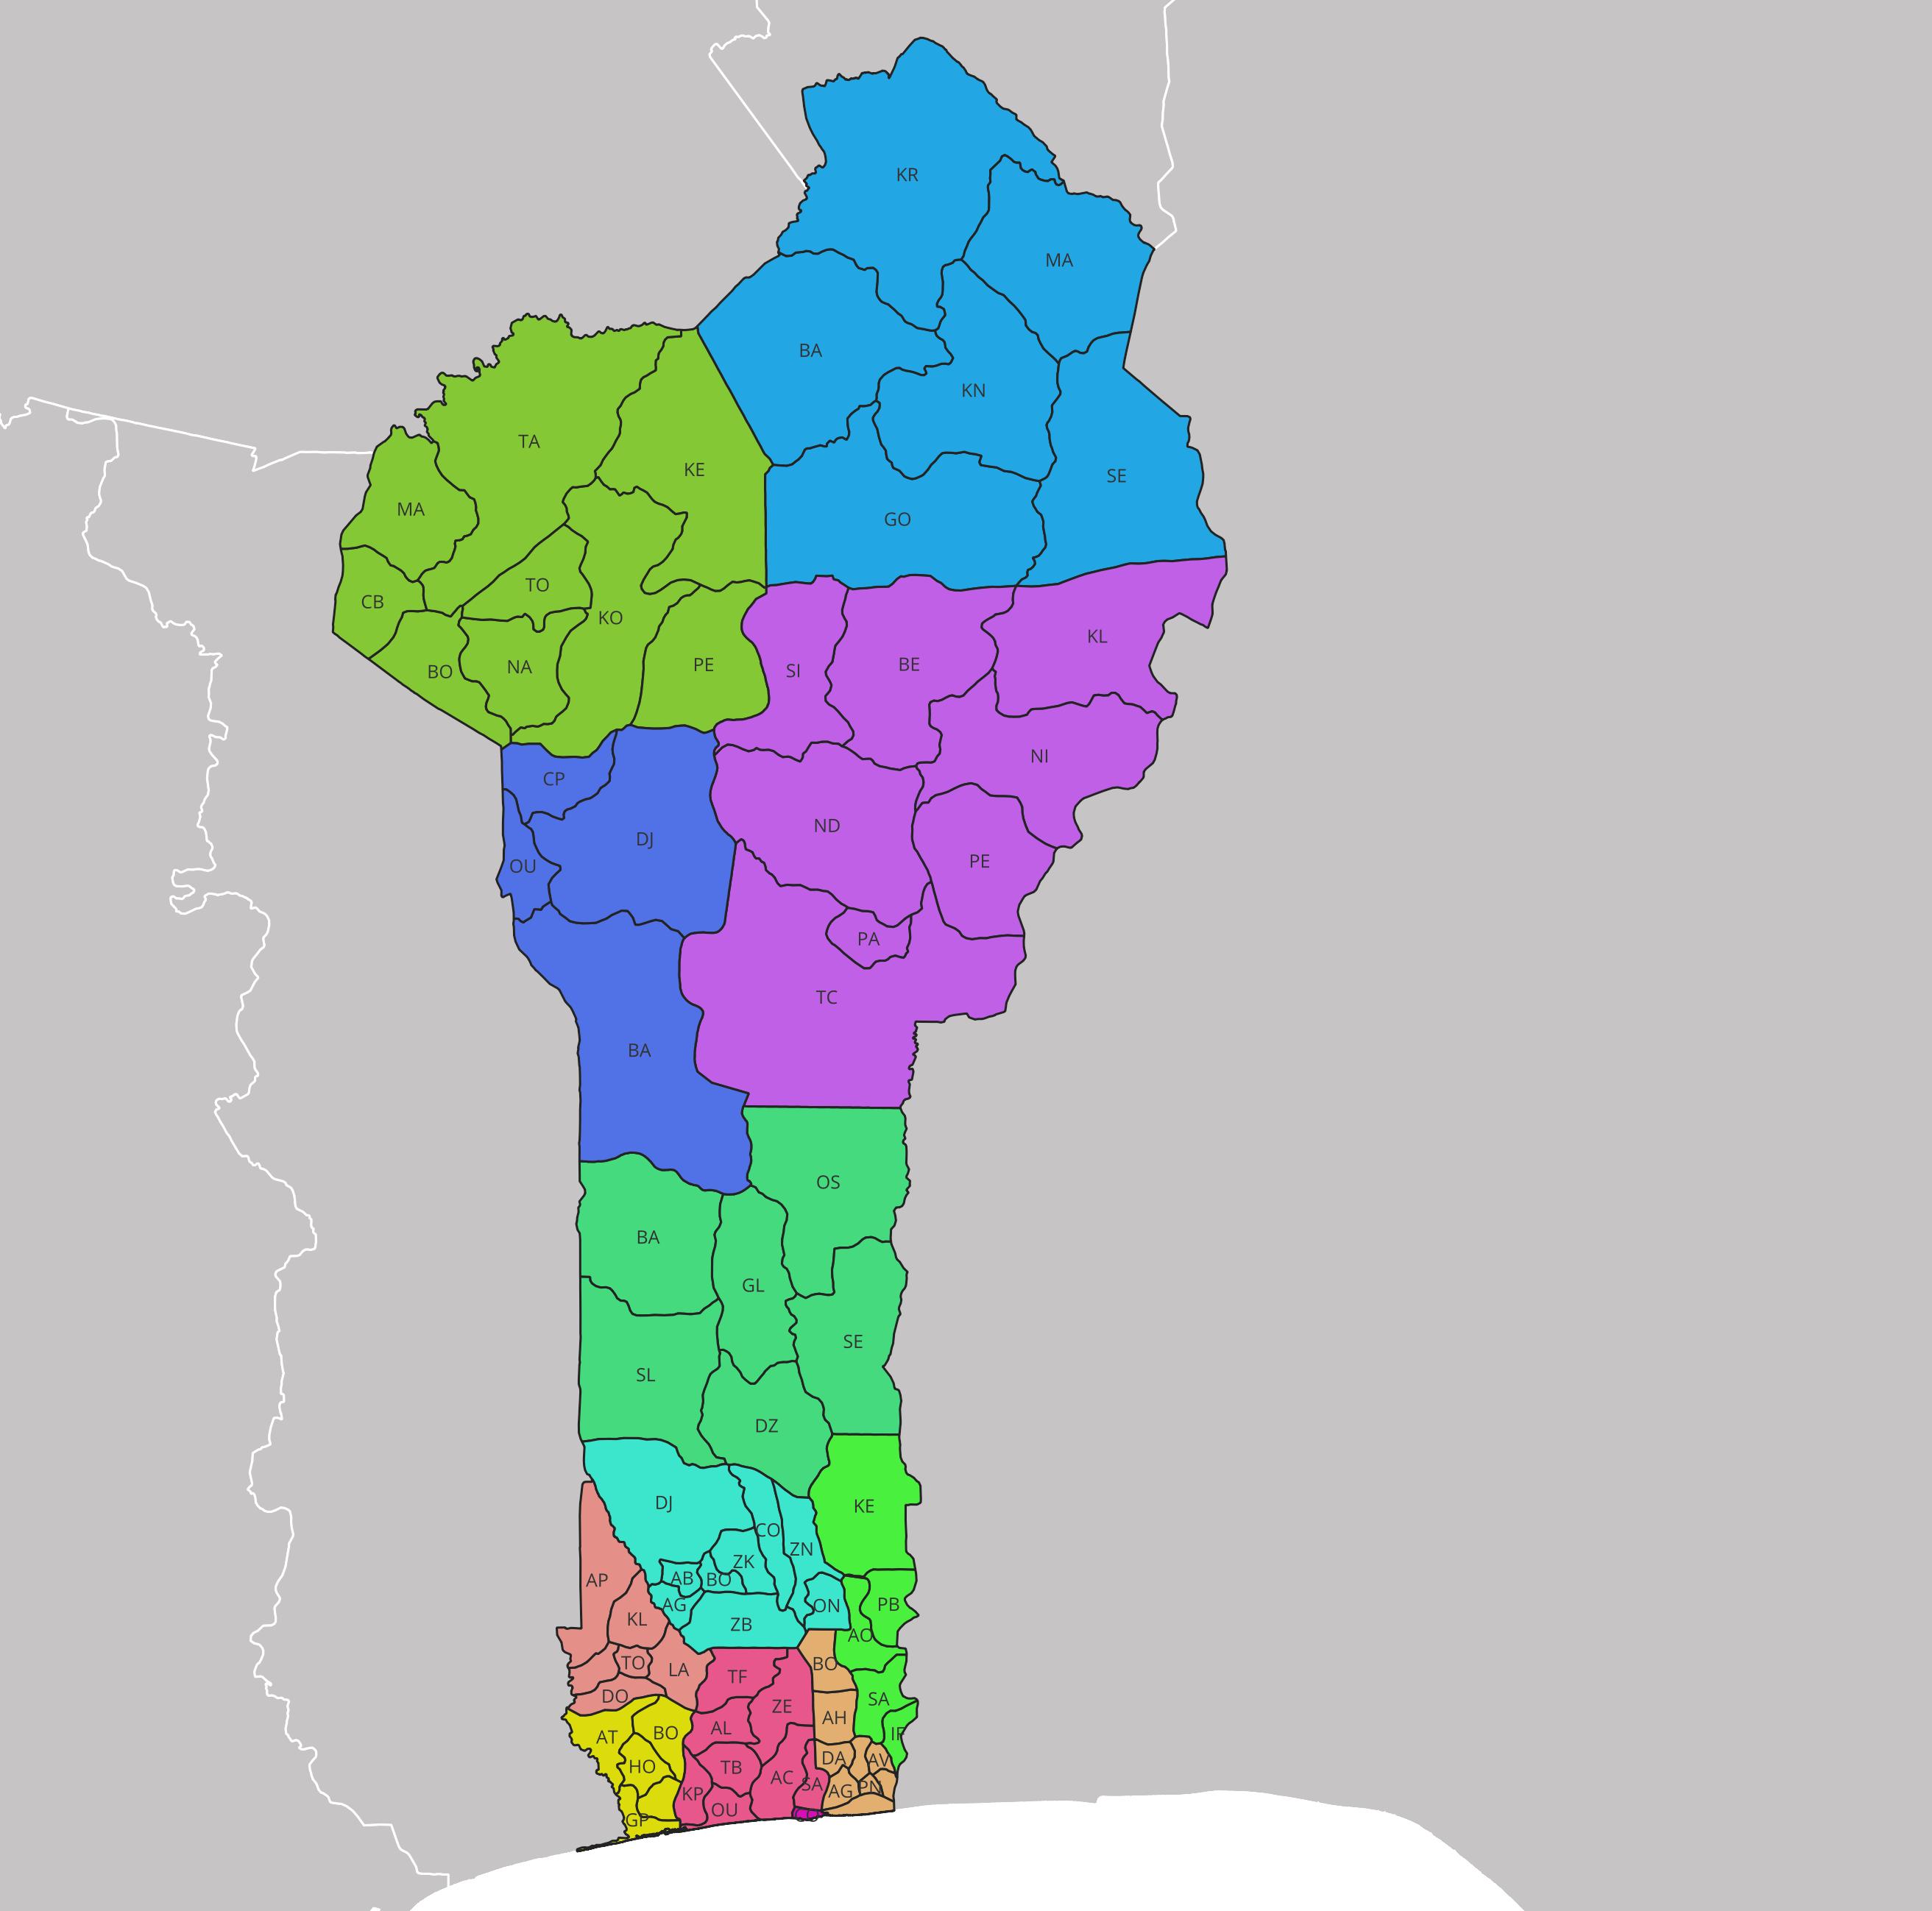 KR
MA
BA
KN
TA
KE
SE
MA
GO
TO
CB
KO
KL
BO
NA
PE
SI
BE
NI
CP
ND
DJ
PE
OU
PA
TC
BA
OS
BA
GL
SE
SL
DZ
DJ
KE
CO
ZN
ZK
AP
AB
BO
AG
ON
PB
KL
ZB
AO
TO
LA
BO
TF
DO
SA
ZE
AH
AT
BO
AL
IF
HO
TB
DA
AV
AC
SA
AG
PN
KP
OU
GP